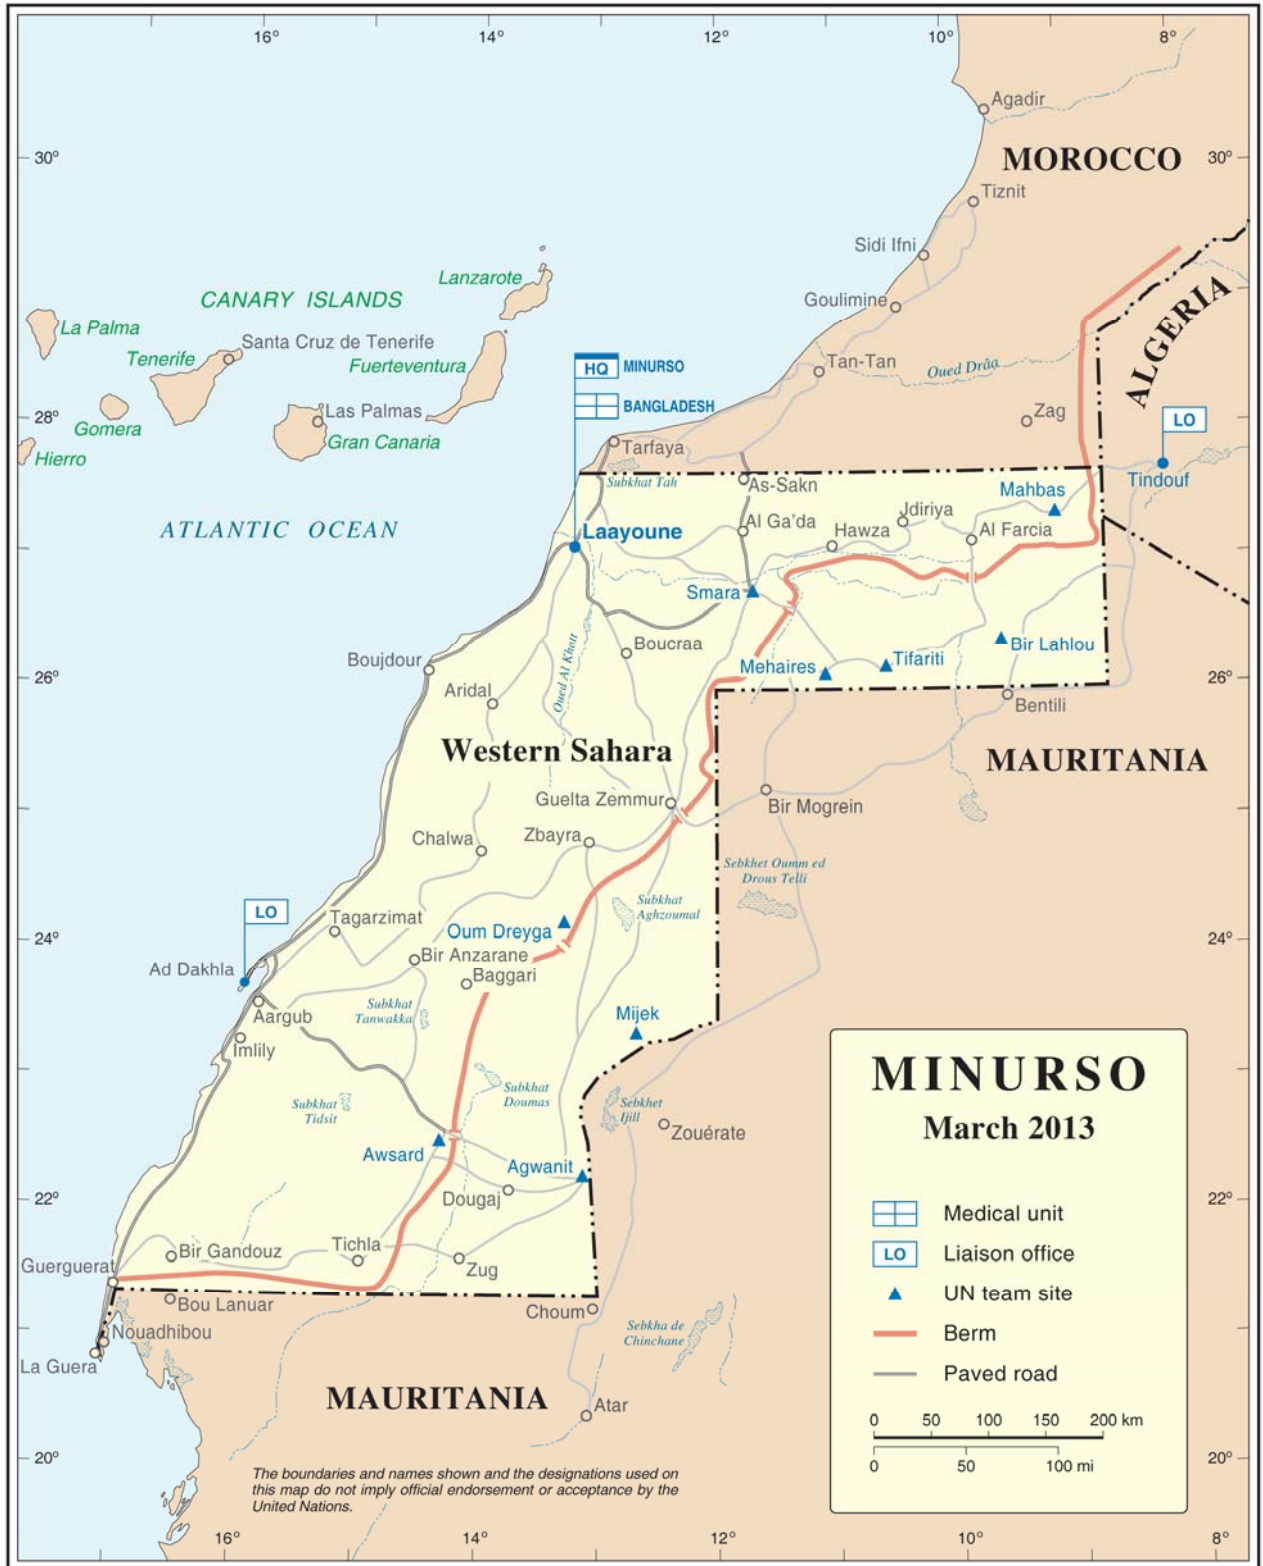 16°
14°
12°
10°
8°
Agadir
MOROCCO
30°
30°
Tiznit
Sidi Ifni
Lanzarote
CANARY ISLANDS
Goulimine
ALGERIA
La Palma
Santa Cruz de Tenerife
Tenerife
Fuerteventura
HQ MINURSO
Tan-Tan
Oued Drâa
BANGLADESH
28°
Las Palmas
Zag
LO
Gomera
Gran Canaria
Tarfaya
Hierro
Subkhat Tah
As-Sakn
Mahbas
Tindouf
ATLANTIC OCEAN
Laayoune
Al Ga'da
Jdiriya
Hawza
Al Farcia
Smara
Boucraa
Bir Lahlou
Boujdour
Oued Al Khott
Mehaires
Tifariti
26°
26°
Aridal
Bentili
Western Sahara
MAURITANIA
Guelta Zemmur
Bir Mogrein
Chalwa
Zbayra
Sebkhet Oumm ed
Drous Telli
LO
Tagarzimat
Subkhat
Aghzoumal
24°
Oum Dreyga
24°
Bir Anzarane
Ad Dakhla
Baggari
Aargub
Subkhat
Tanwakka
Mijek
Imlily
MINURSO
Subkhat
Doumas
Subkhat
Tidsit
Sebkhet
Ijill
March 2013
Zouérate
Awsard
Agwanit
22°
Dougaj
22°
Medical unit
Bir Gandouz
Tichla
LO Liaison office
Guerguerat
Zug
UN team site
Bou Lanuar
Choum
Nouadhibou
Sebkha de
Chinchane
Berm
La Guera
Paved road
MAURITANIA
Atar
0 50 100 150 200 km
0 50 100 mi
20°
20°
The boundaries and names shown and the designations used on
this map do not imply official endorsement or acceptance by the
United Nations.
16°
14°
12°
10°
8°